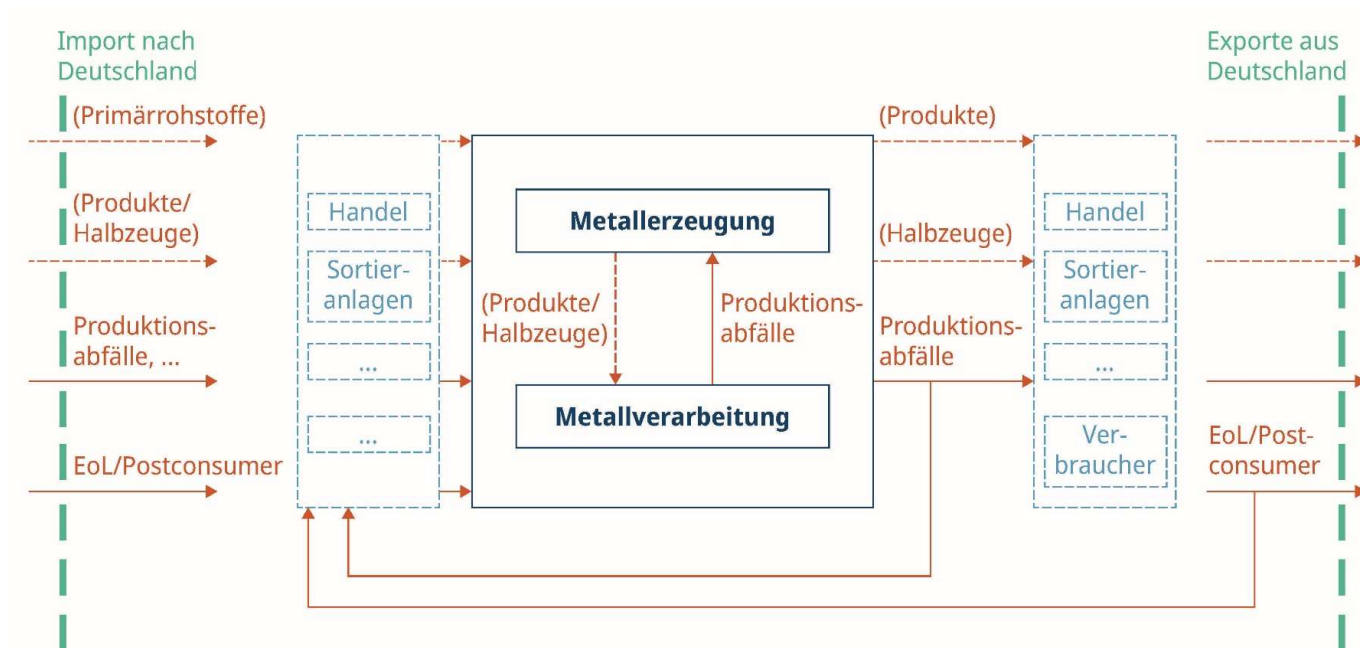 Import nach
Deutschland
Exporte aus
Deutschland
(Primärrohstoffe)
(Produkte/
Halbzeuge)
Produktions-
abfälle, ...
EoL/Postconsumer
Handel
Sortier-
anlagen
...
...
Metallerzeugung
(Produkte/
Halbzeuge)
Produktions-
abfälle
Metallverarbeitung
(Produkte)
(Halbzeuge)
Produktions-
abfälle
Handel
Sortier-
anlagen
...
Ver-
braucher
EoL/Post-
consumer